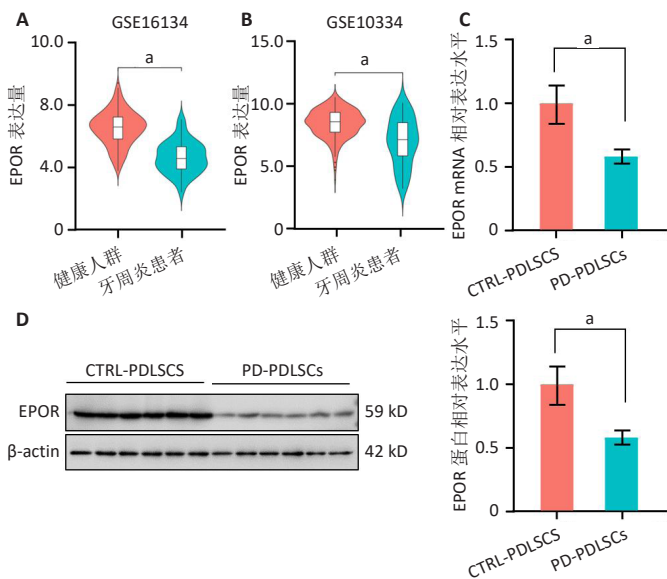 A
GSE16134
EPOR 表达量
10.0
8.0
4.0
0
a
健康人群
牙周炎患者
B
GSE10334
EPOR 表达量
15.0
10.0
5.0
0
a
健康人群
牙周炎患者
C
EPOR mRNA 相对表达水平
1.5
1.0
0.5
0
a
CTRL-PDLSCS
PD-PDLSCs
D
CTRL-PDLSCS PD-PDLSCs
EPOR 59 kD
β-actin 42 kD
EPOR 蛋白相对表达水平
1.5
1.0
0.5
0
a
CTRL-PDLSCS
PD-PDLSCs